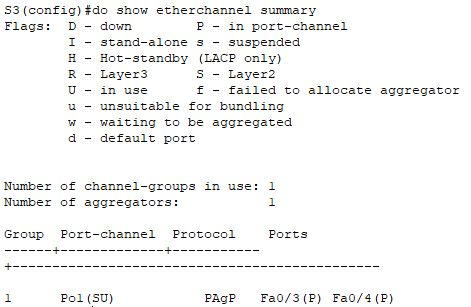 S3(config)#do show etherchannel summary
Flags:  D - down        P - in port-channel
        I - stand-alone s - suspended
        H - Hot-standby (LACP only)
        R - Layer3      S - Layer2
        U - in use      f - failed to allocate aggregator
        u - unsuitable for bundling
        w - waiting to be aggregated
        d - default port
Number of channel-groups in use: 1
Number of aggregators:           1
Group  Port-channel  Protocol    Ports
------+-------------+-----------
+---------------------------------------------
1      Po1(SU)           PAgP   Fa0/3(P) Fa0/4(P)